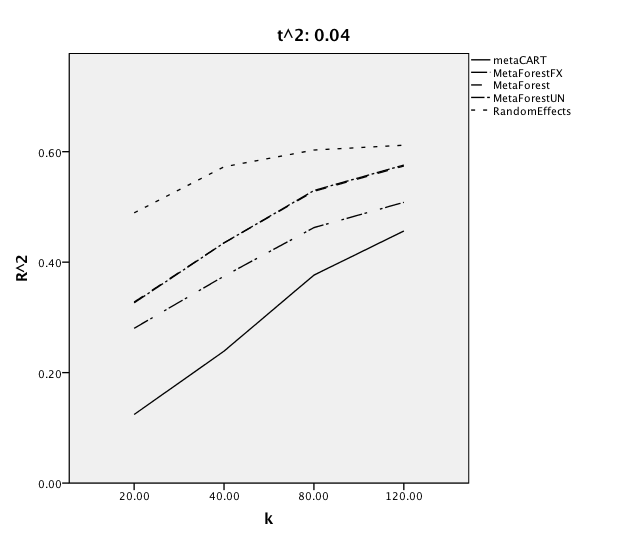 t^2: 0.04
metaCART
MetaForestFX
MetaForest
MetaForestUN
RandomEffects
R^2
0.60
0.40
0.20
0.00
20.00 40.00 80.00 120.00
k